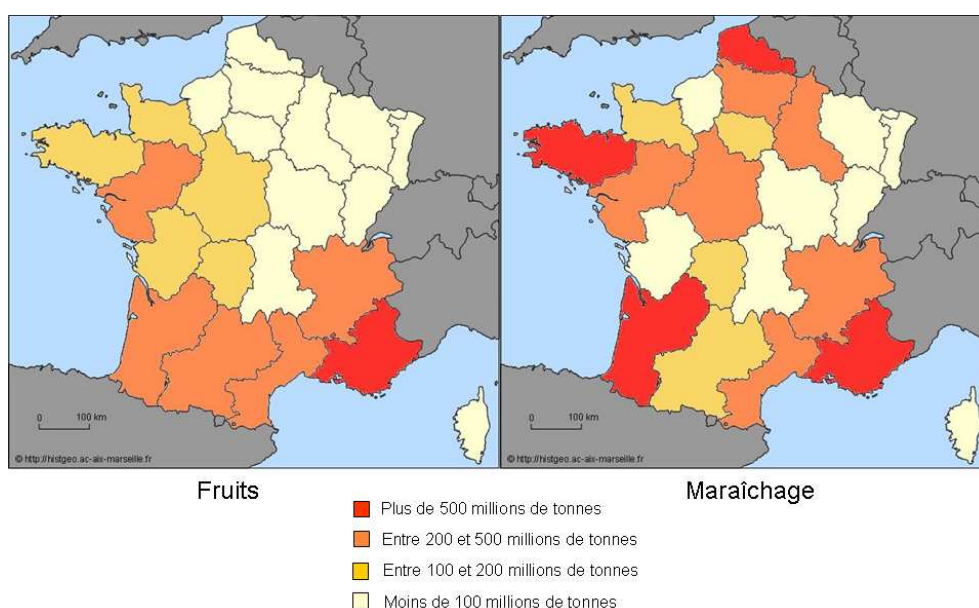 0 100 km
© http://histgeo.ac-aix-marseille.fr
0 100 km
© http://histgeo.ac-aix-marseille.fr
Fruits
Maraîchage
Plus de 500 millions de tonnes
Entre 200 et 500 millions de tonnes
Entre 100 et 200 millions de tonnes
Moins de 100 millions de tonnes